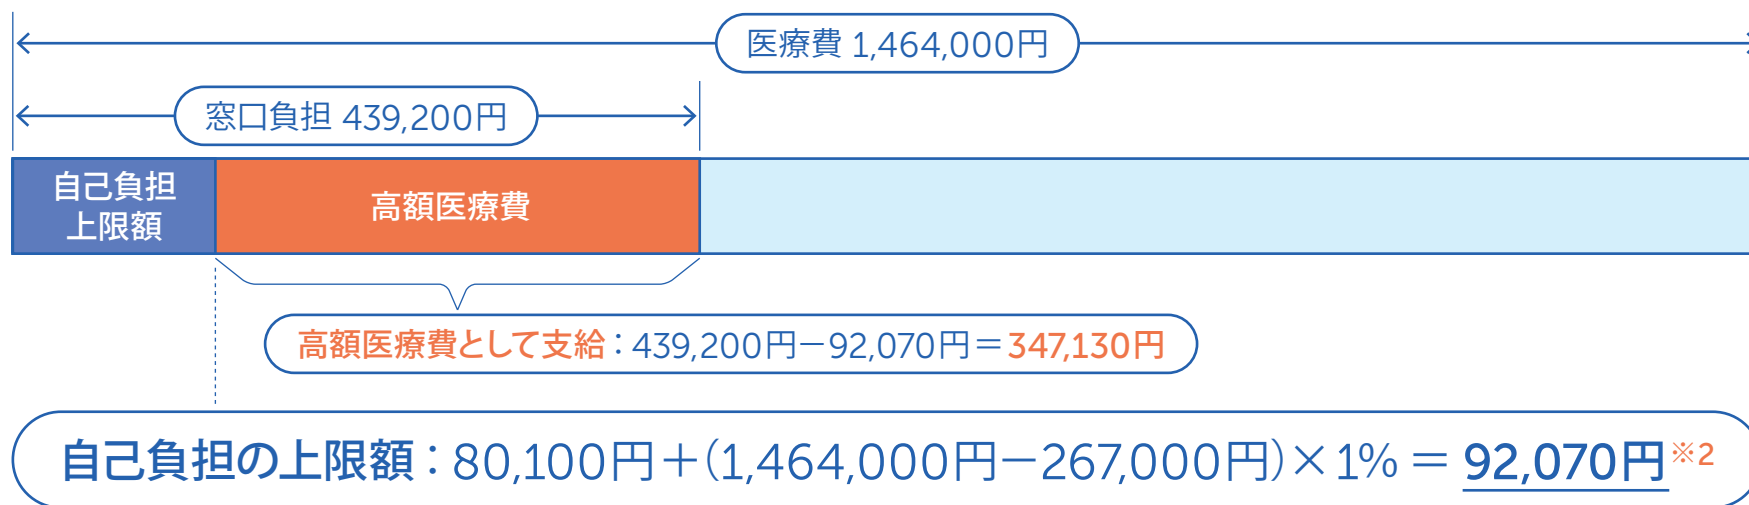 医療費 1,464,000円
窓口負担 439,200円
自己負担
上限額
高額医療費
高額医療費として支給：439,200円－92,070円＝347,130円
自己負担の上限額：80,100円＋(1,464,000円－267,000円)×1% ＝ 92,070円※2